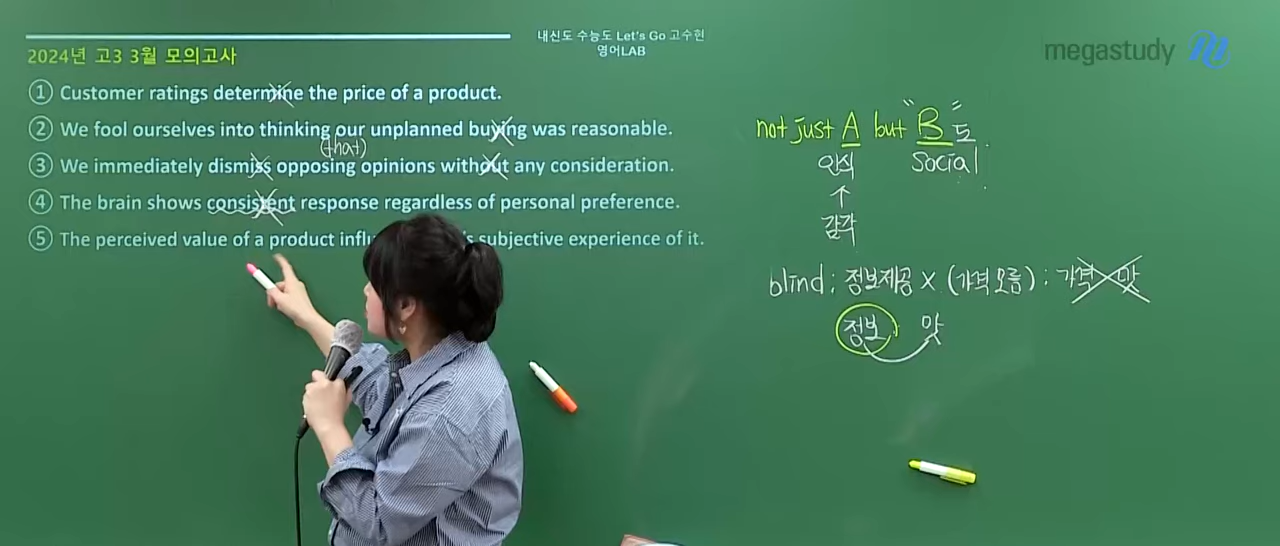 내신도 수능도 Let's Go 고수현
영어LAB
megastudy
2024년 고3 3월 모의고사
① Customer ratings determine the price of a product.
② We fool ourselves into thinking our unplanned buying was reasonable.
(that)
③ We immediately dismiss opposing opinions without any consideration.
④ The brain shows consistent response regardless of personal preference.
⑤ The perceived value of a product influ s subjective experience of it.
not just A but "B"도
인식 Social
↑
감각
blind : 정보제공 X (가격 모름) : 가격 맛
정보 맛